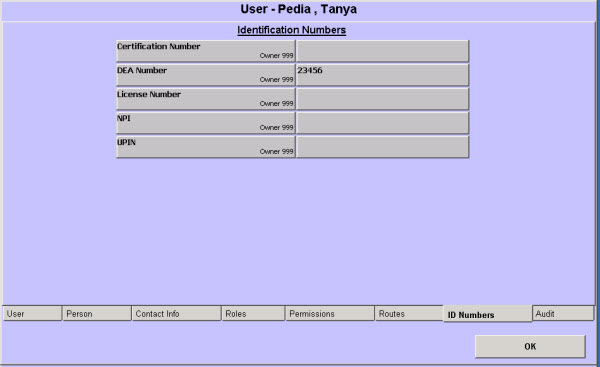 User - Pedia , Tanya
Identification Numbers
Certification Number
Owner 999
DEA Number
Owner 999
23456
License Number
Owner 999
NPI
Owner 999
UPIN
Owner 999
User Person Contact Info Roles Permissions Routes ID Numbers Audit
OK